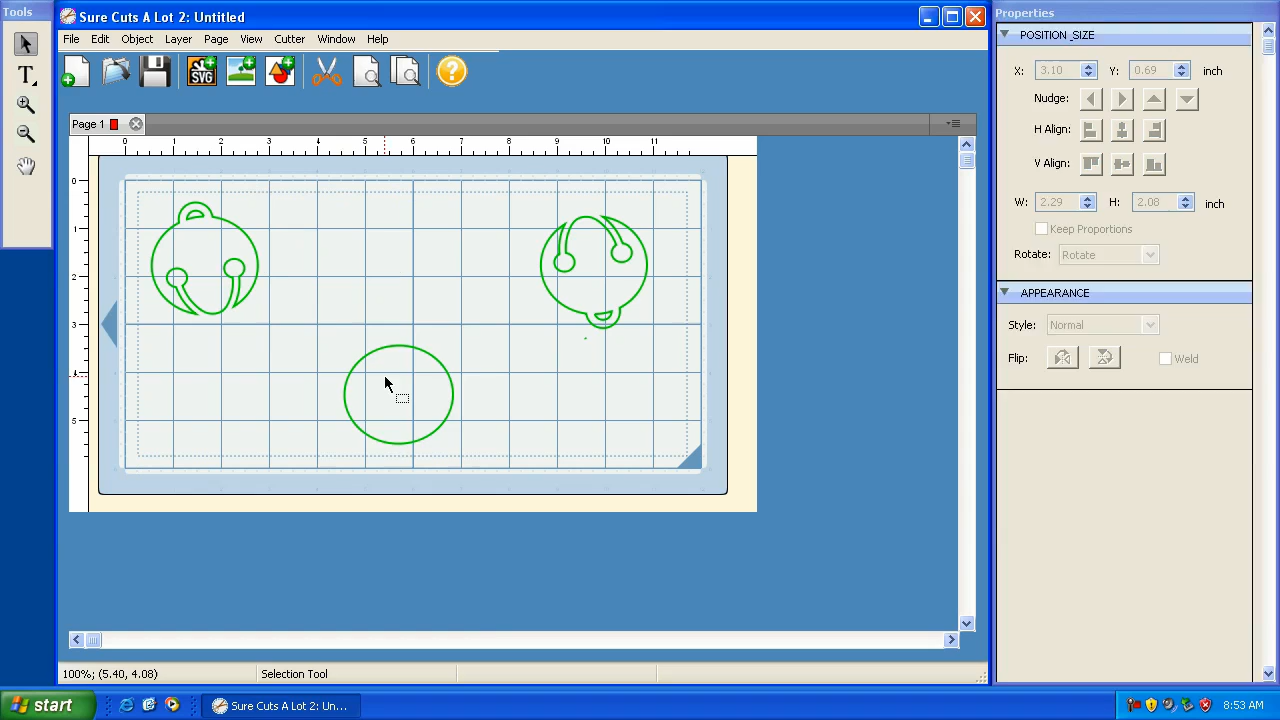 Tools
Sure Cuts A Lot 2: Untitled
Properties
File Edit Object Layer Page View Cutter Window Help
T
SVG
?
Page 1
0 1 2 3 4 5 6 7 8 9 10 11
0
1
2
3
4
5
POSITION_SIZE
X: 3.10 Y: 0.69 inch
Nudge:
H Align:
V Align:
W: 2.29 H: 2.08 inch
Keep Proportions
Rotate: Rotate
APPEARANCE
Style: Normal
Flip: Weld
100%; (5.40, 4.08) Selection Tool
start Sure Cuts A Lot 2: Un... 8:53 AM